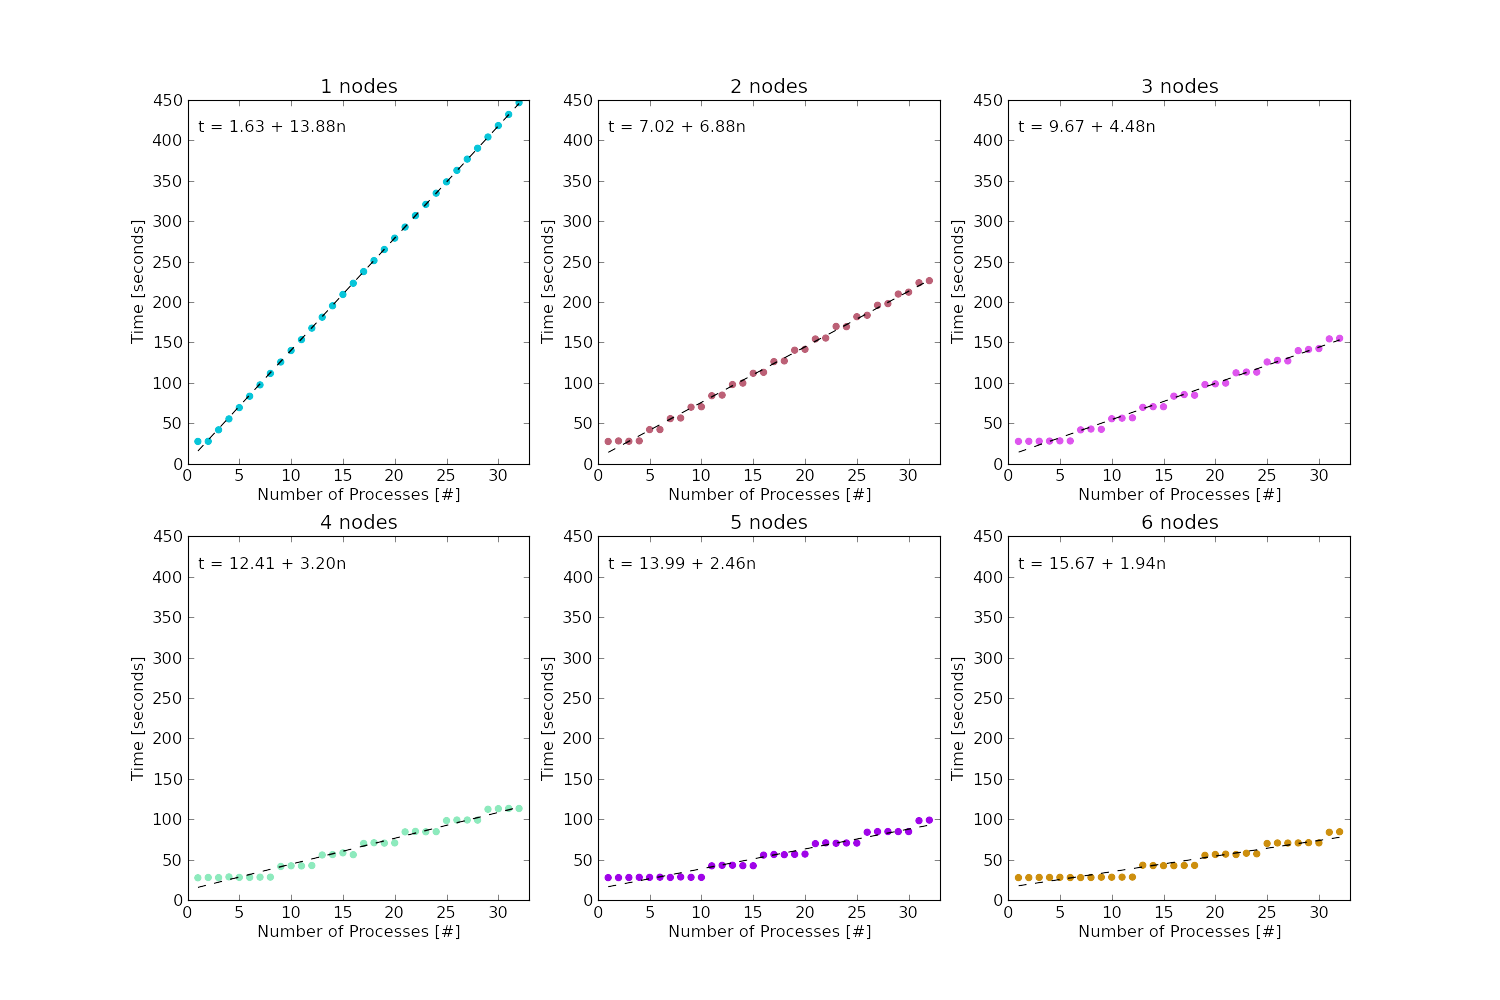 1 nodes
t = 1.63 + 13.88n
Time [seconds]
450
400
350
300
250
200
150
100
50
0
0 5 10 15 20 25 30
Number of Processes [#]
2 nodes
t = 7.02 + 6.88n
Time [seconds]
450
400
350
300
250
200
150
100
50
0
0 5 10 15 20 25 30
Number of Processes [#]
3 nodes
t = 9.67 + 4.48n
Time [seconds]
450
400
350
300
250
200
150
100
50
0
0 5 10 15 20 25 30
Number of Processes [#]
4 nodes
t = 12.41 + 3.20n
Time [seconds]
450
400
350
300
250
200
150
100
50
0
0 5 10 15 20 25 30
Number of Processes [#]
5 nodes
t = 13.99 + 2.46n
Time [seconds]
450
400
350
300
250
200
150
100
50
0
0 5 10 15 20 25 30
Number of Processes [#]
6 nodes
t = 15.67 + 1.94n
Time [seconds]
450
400
350
300
250
200
150
100
50
0
0 5 10 15 20 25 30
Number of Processes [#]